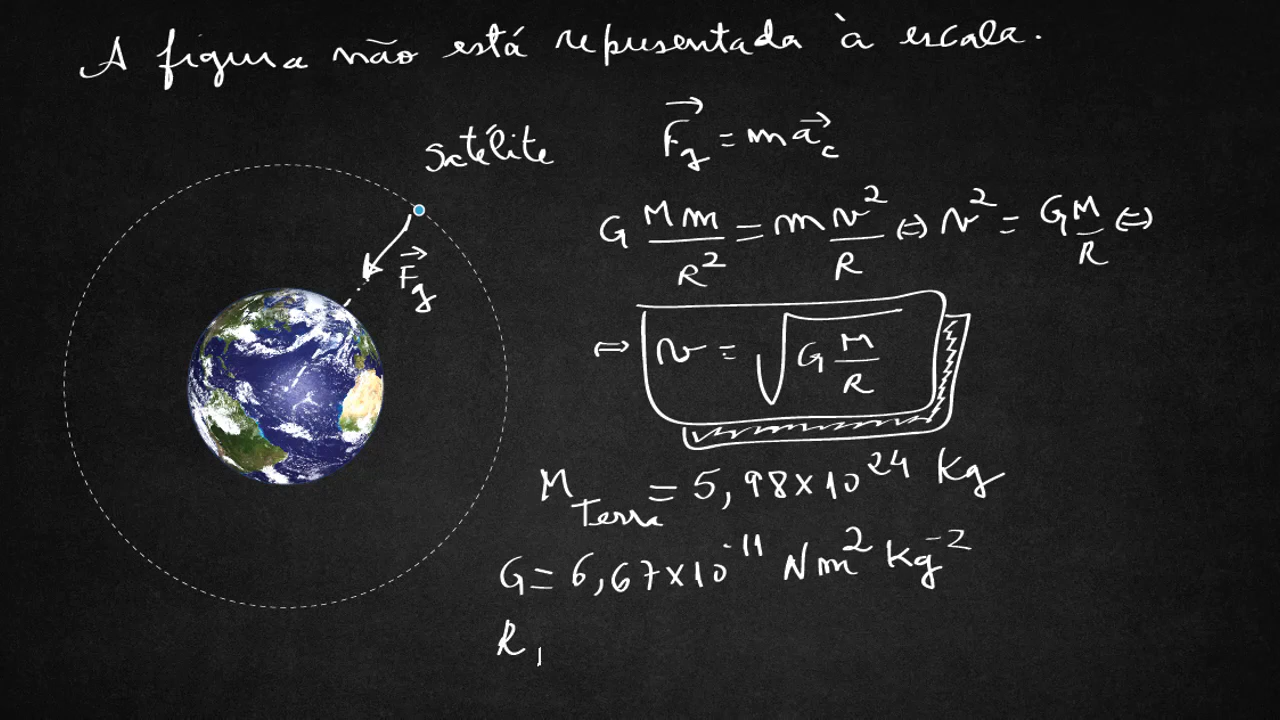 A figura não está representada à escala.
Satélite
F⃗g = m a⃗c
G Mm/R² = m v²/R ⇔ v² = G M/R ⇔
F⃗g
⇔ v = √(G M/R)
M Terra = 5,98×10²⁴ Kg
G = 6,67×10⁻¹¹ Nm² Kg⁻²
R